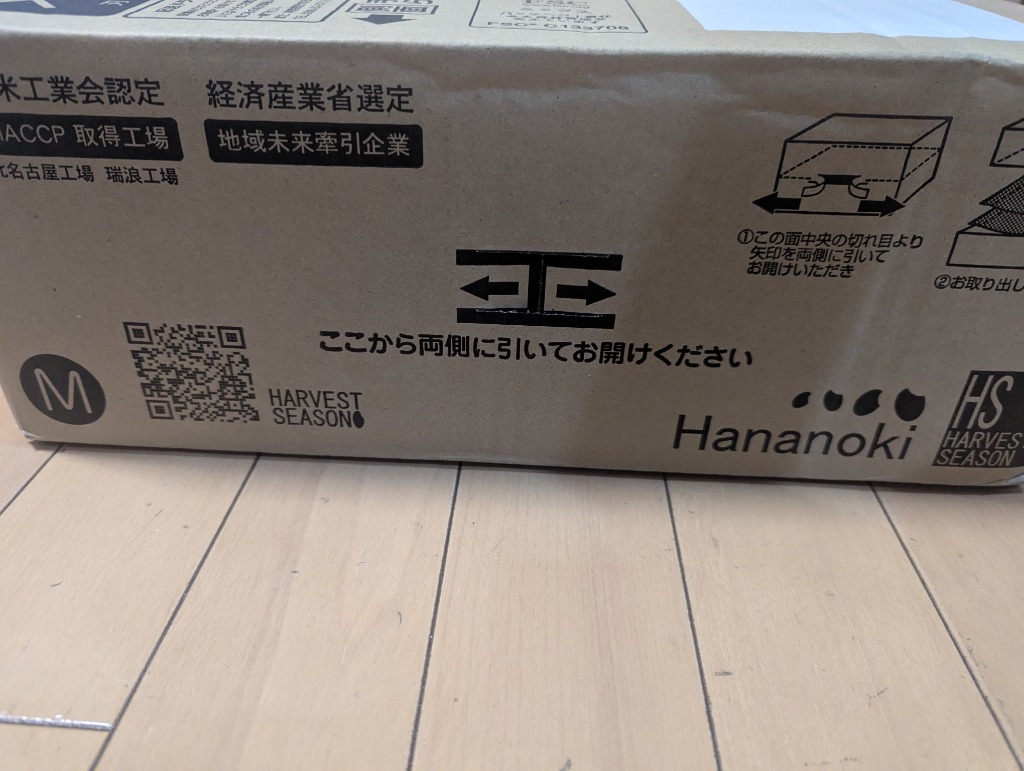 FSC® C133708
米工業会認定
HACCP 取得工場
北名古屋工場 瑞浪工場
経済産業省選定
地域未来牽引企業
①この面中央の切れ目より
矢印を両側に引いて
お開けいただき
②お取り出し
ここから両側に引いてお開けください
M
HARVEST
SEASON
Hananoki
HS
HARVES
SEASON